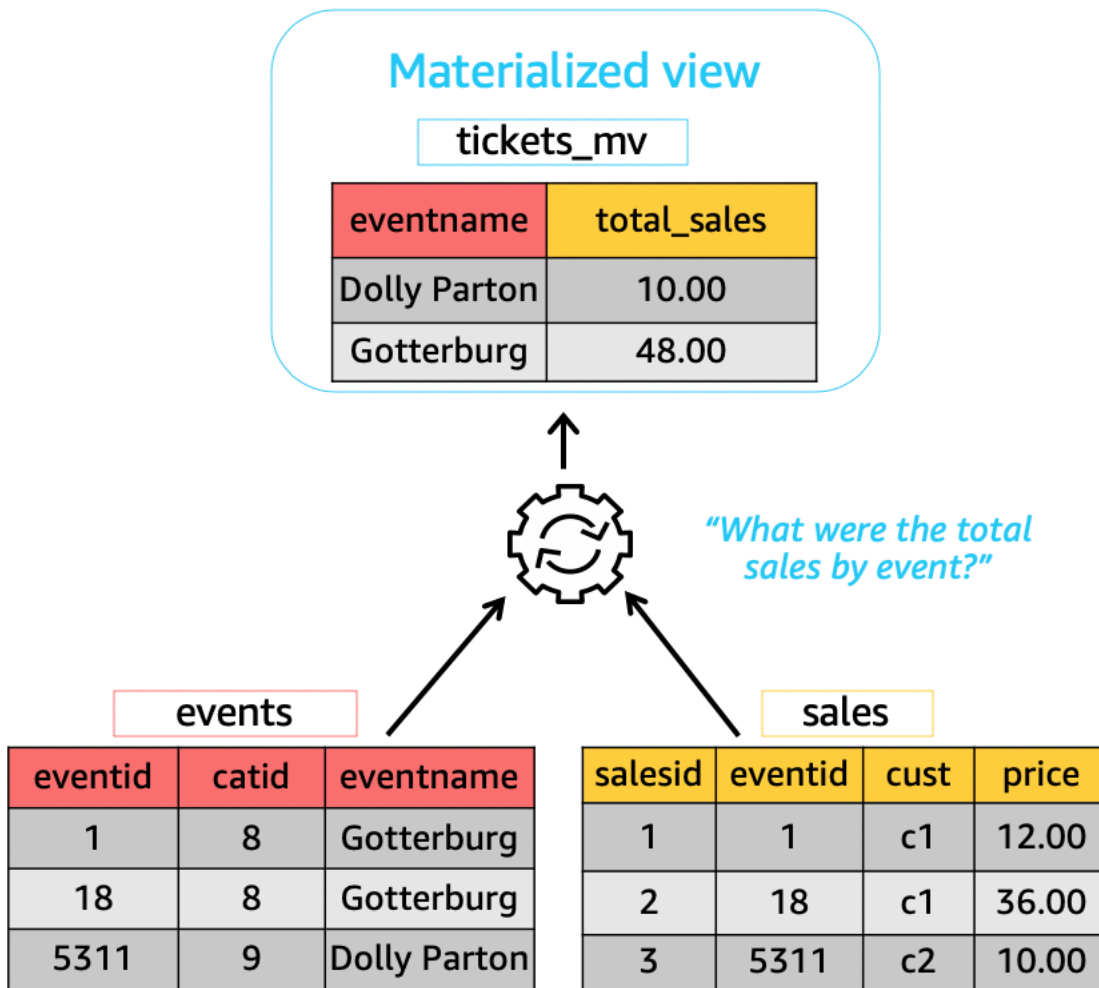 Materialized view
tickets_mv
eventname total_sales
Dolly Parton 10.00
Gotterburg 48.00
“What were the total
sales by event?”
events
eventid catid eventname
1 8 Gotterburg
18 8 Gotterburg
5311 9 Dolly Parton
sales
salesid eventid cust price
1 1 c1 12.00
2 18 c1 36.00
3 5311 c2 10.00